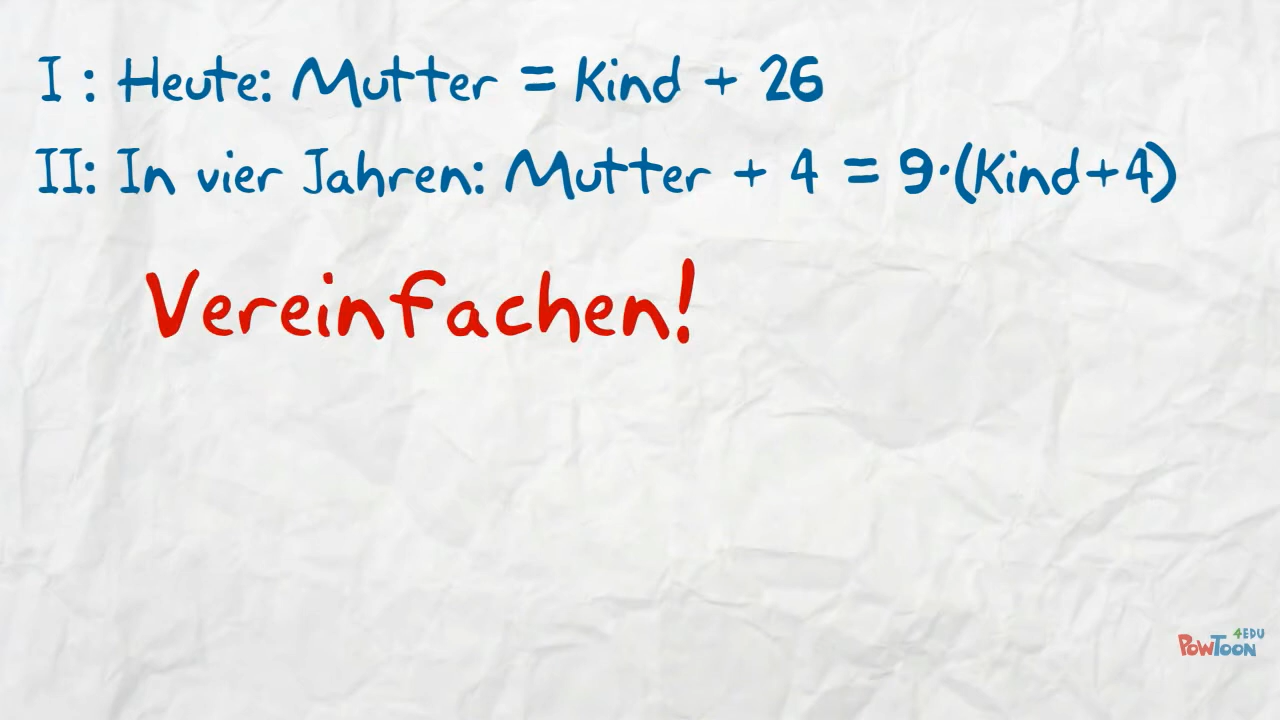 I : Heute: Mutter = Kind + 26
II: In vier Jahren: Mutter + 4 = 9·(Kind+4)
Vereinfachen!
4EDU
POWTOON